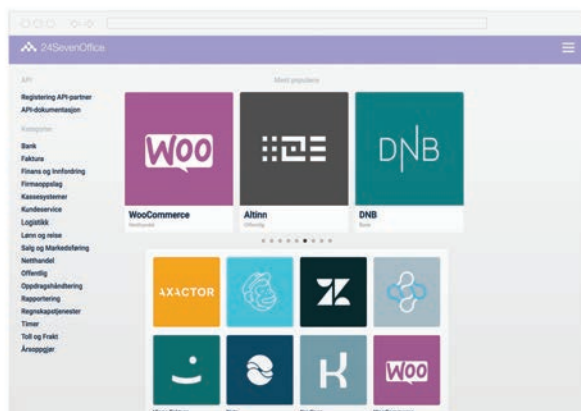 24SevenOffice
API
Mest populære
Registering API-partner
API-dokumentasjon
Kategorier
Bank
Faktura
Finans og Innfordring
Firmaoppslag
Kassesystemer
Kundeservice
Logistikk
Lønn og reise
Salg og Markedsføring
Netthandel
Offentlig
Oppdragshåndtering
Rapportering
Regnskapstjenester
Timer
Toll og Frakt
Årsoppgjør
WOO
DNB
WooCommerce
Altinn
DNB
Netthandel
Offentlig
Bank
AXACTOR
WOO